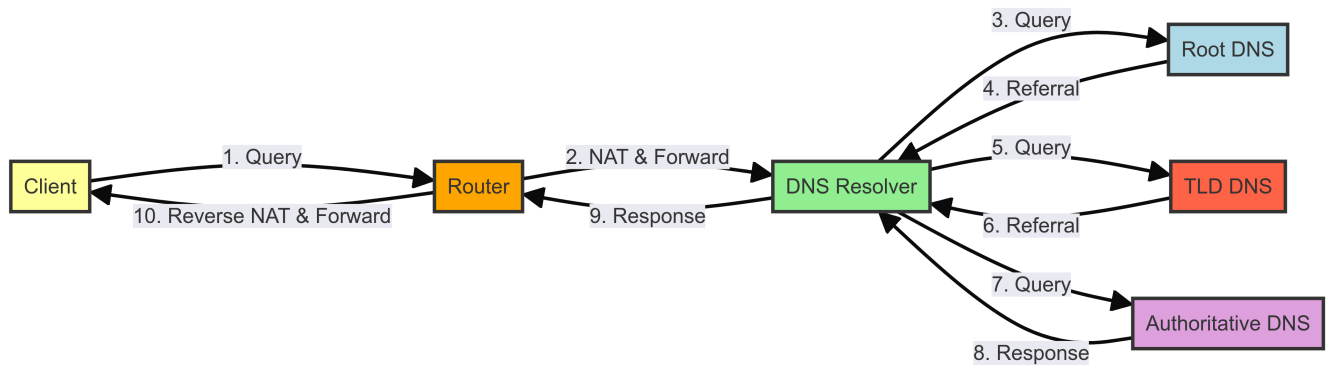 3. Query
Root DNS
4. Referral
1. Query
2. NAT & Forward
5. Query
Client
Router
DNS Resolver
TLD DNS
10. Reverse NAT & Forward
9. Response
6. Referral
7. Query
Authoritative DNS
8. Response